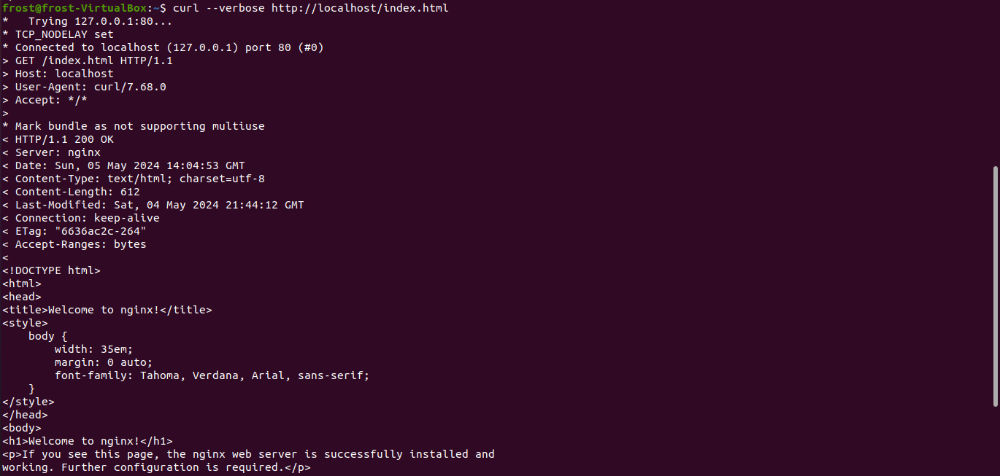 frost@frost-VirtualBox:~$ curl --verbose http://localhost/index.html
*   Trying 127.0.0.1:80...
* TCP_NODELAY set
* Connected to localhost (127.0.0.1) port 80 (#0)
> GET /index.html HTTP/1.1
> Host: localhost
> User-Agent: curl/7.68.0
> Accept: */*
>
* Mark bundle as not supporting multiuse
< HTTP/1.1 200 OK
< Server: nginx
< Date: Sun, 05 May 2024 14:04:53 GMT
< Content-Type: text/html; charset=utf-8
< Content-Length: 612
< Last-Modified: Sat, 04 May 2024 21:44:12 GMT
< Connection: keep-alive
< ETag: "6636ac2c-264"
< Accept-Ranges: bytes
<
<!DOCTYPE html>
<html>
<head>
<title>Welcome to nginx!</title>
<style>
    body {
        width: 35em;
        margin: 0 auto;
        font-family: Tahoma, Verdana, Arial, sans-serif;
    }
</style>
</head>
<body>
<h1>Welcome to nginx!</h1>
<p>If you see this page, the nginx web server is successfully installed and
working. Further configuration is required.</p>